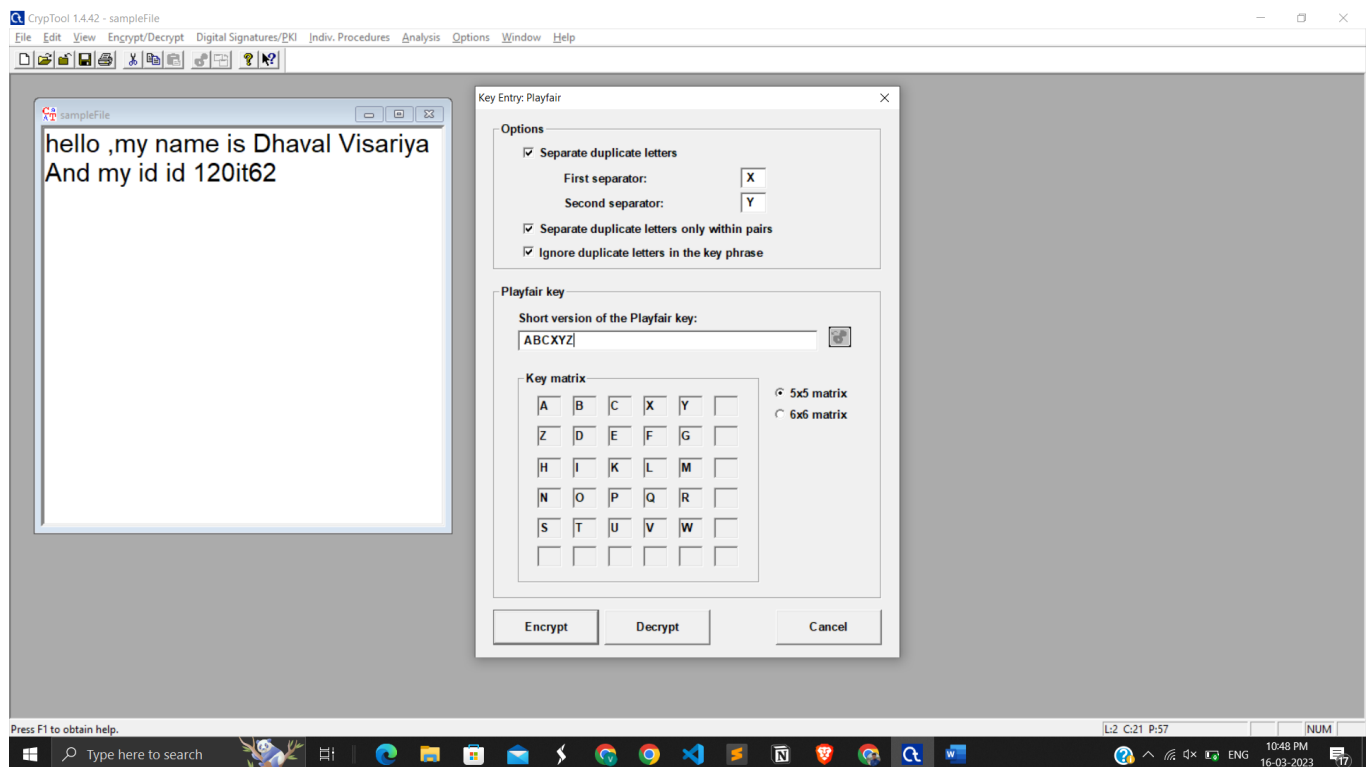 CrypTool 1.4.42 - sampleFile
File Edit View Encrypt/Decrypt Digital Signatures/PKI Indiv. Procedures Analysis Options Window Help
sampleFile
hello ,my name is Dhaval Visariya
And my id id 120it62
Key Entry: Playfair
Options
Separate duplicate letters
First separator: X
Second separator: Y
Separate duplicate letters only within pairs
Ignore duplicate letters in the key phrase
Playfair key
Short version of the Playfair key:
ABCXYZ
Key matrix
A B C X Y
Z D E F G
H I K L M
N O P Q R
S T U V W
5x5 matrix
6x6 matrix
Encrypt Decrypt Cancel
Press F1 to obtain help.
L:2 C:21 P:57 NUM
Type here to search
ENG
10:48 PM
16-03-2023
17